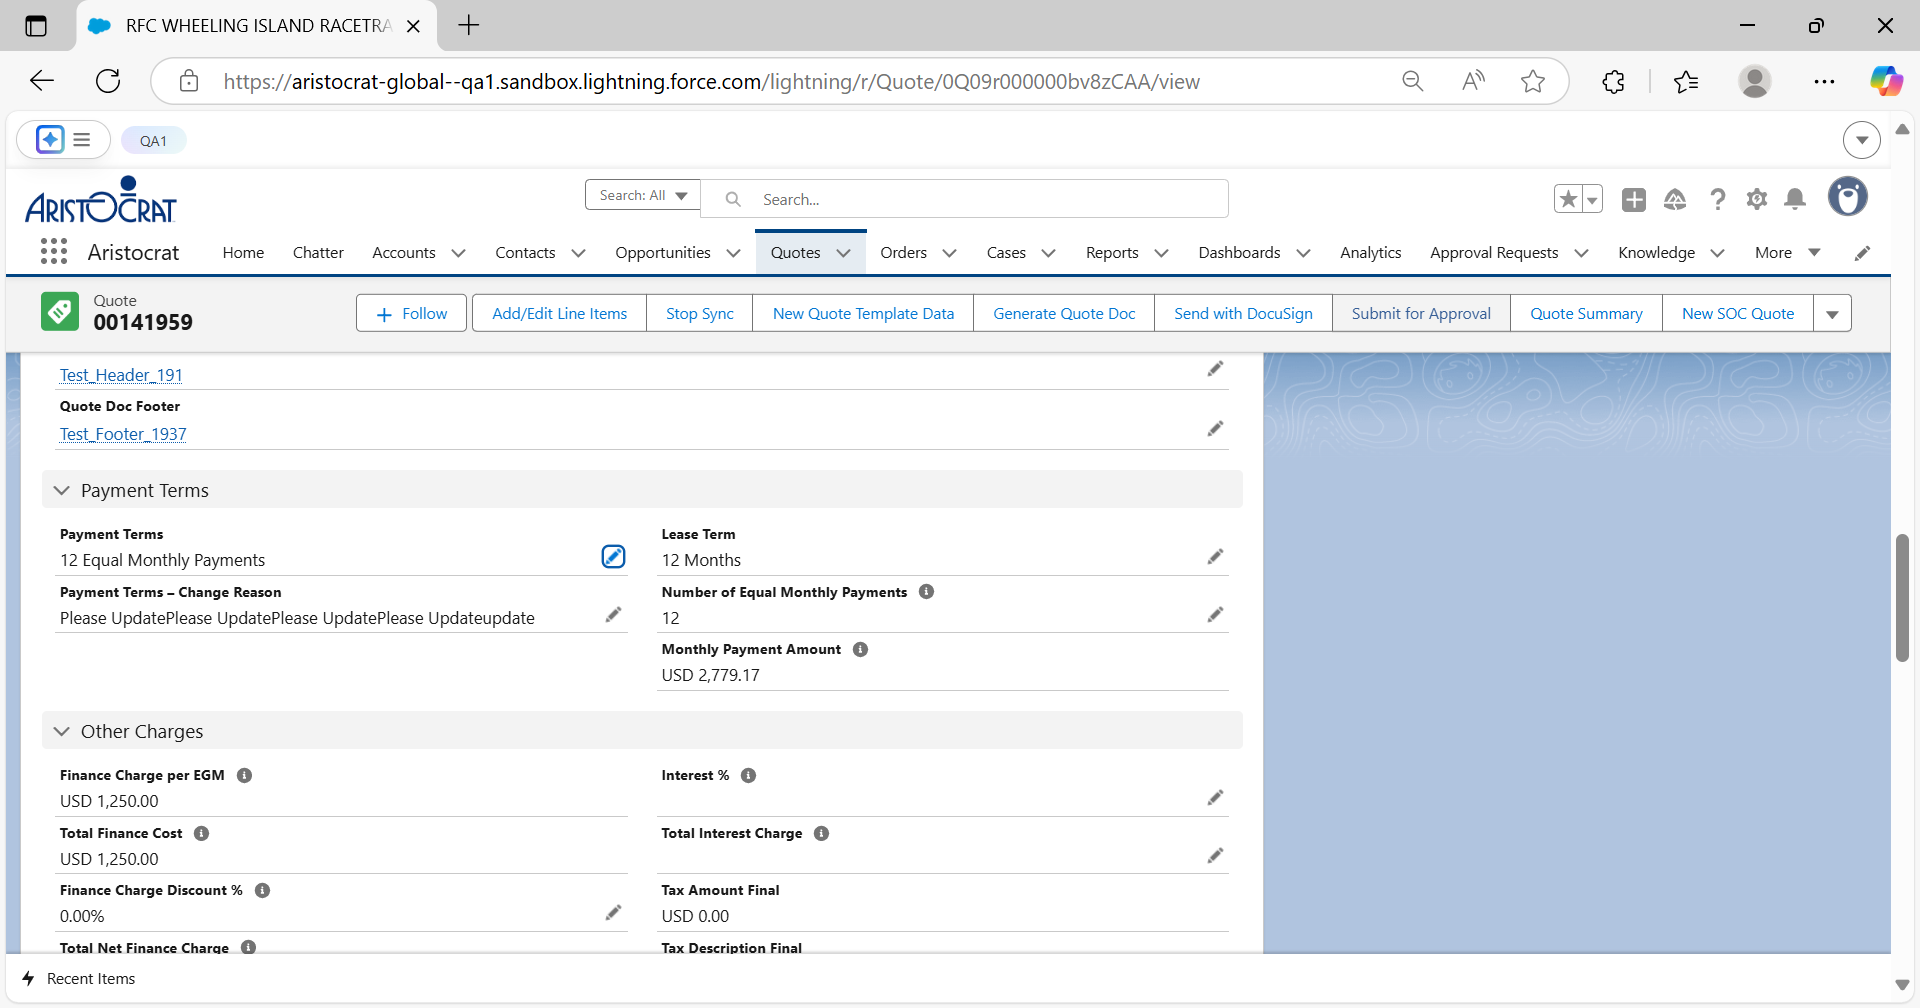 RFC WHEELING ISLAND RACETRA
https://aristocrat-global--qa1.sandbox.lightning.force.com/lightning/r/Quote/0Q09r000000bv8zCAA/view
QA1
ARISTOCRAT
Search: All
Search...
Aristocrat
Home Chatter Accounts Contacts Opportunities Quotes Orders Cases Reports Dashboards Analytics Approval Requests Knowledge More
Quote
00141959
Follow Add/Edit Line Items Stop Sync New Quote Template Data Generate Quote Doc Send with DocuSign Submit for Approval Quote Summary New SOC Quote
Test_Header_191
Quote Doc Footer
Test_Footer_1937
Payment Terms
Payment Terms Lease Term
12 Equal Monthly Payments 12 Months
Payment Terms – Change Reason Number of Equal Monthly Payments
Please UpdatePlease UpdatePlease UpdatePlease Updateupdate 12
Monthly Payment Amount
USD 2,779.17
Other Charges
Finance Charge per EGM Interest %
USD 1,250.00
Total Finance Cost Total Interest Charge
USD 1,250.00
Finance Charge Discount % Tax Amount Final
0.00% USD 0.00
Total Net Finance Charge Tax Description Final
Recent Items